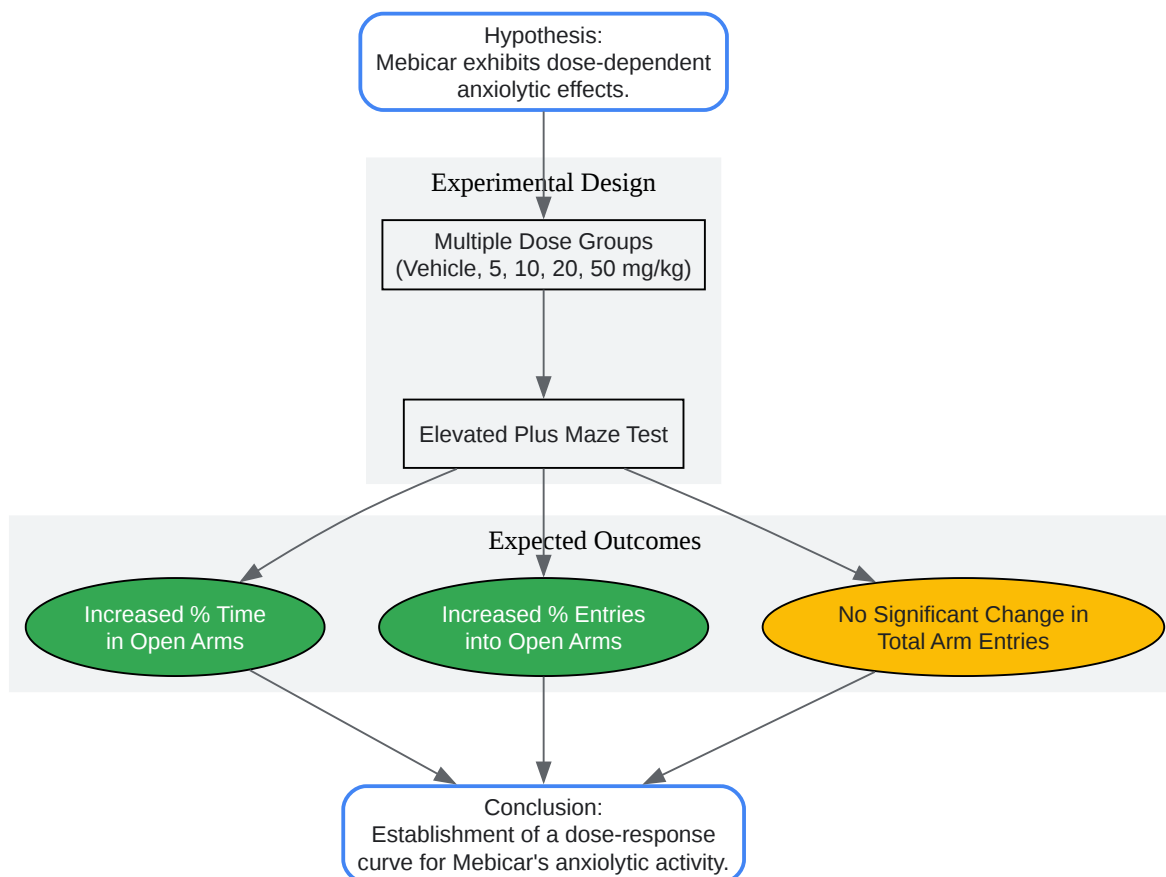 Hypothesis:
Mebicar exhibits dose-dependent
anxiolytic effects.
Experimental Design
Multiple Dose Groups
(Vehicle, 5, 10, 20, 50 mg/kg)
Elevated Plus Maze Test
Expected Outcomes
Increased % Time
in Open Arms
Increased % Entries
into Open Arms
No Significant Change in
Total Arm Entries
Conclusion:
Establishment of a dose-response
curve for Mebicar's anxiolytic activity.